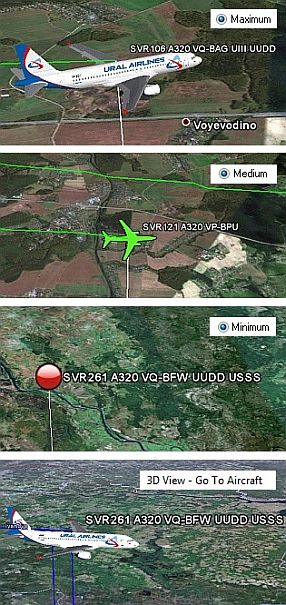 Maximum
SVR106 A320 VQ-BAG UIII UUDD
URAL AIRLINES
Voyevodino
Medium
SVR121 A320 VP-BPU
Minimum
SVR261 A320 VQ-BFW UUDD USSS
3D View - Go To Aircraft
SVR261 A320 VQ-BFW UUDD USSS
URAL AIRLINES